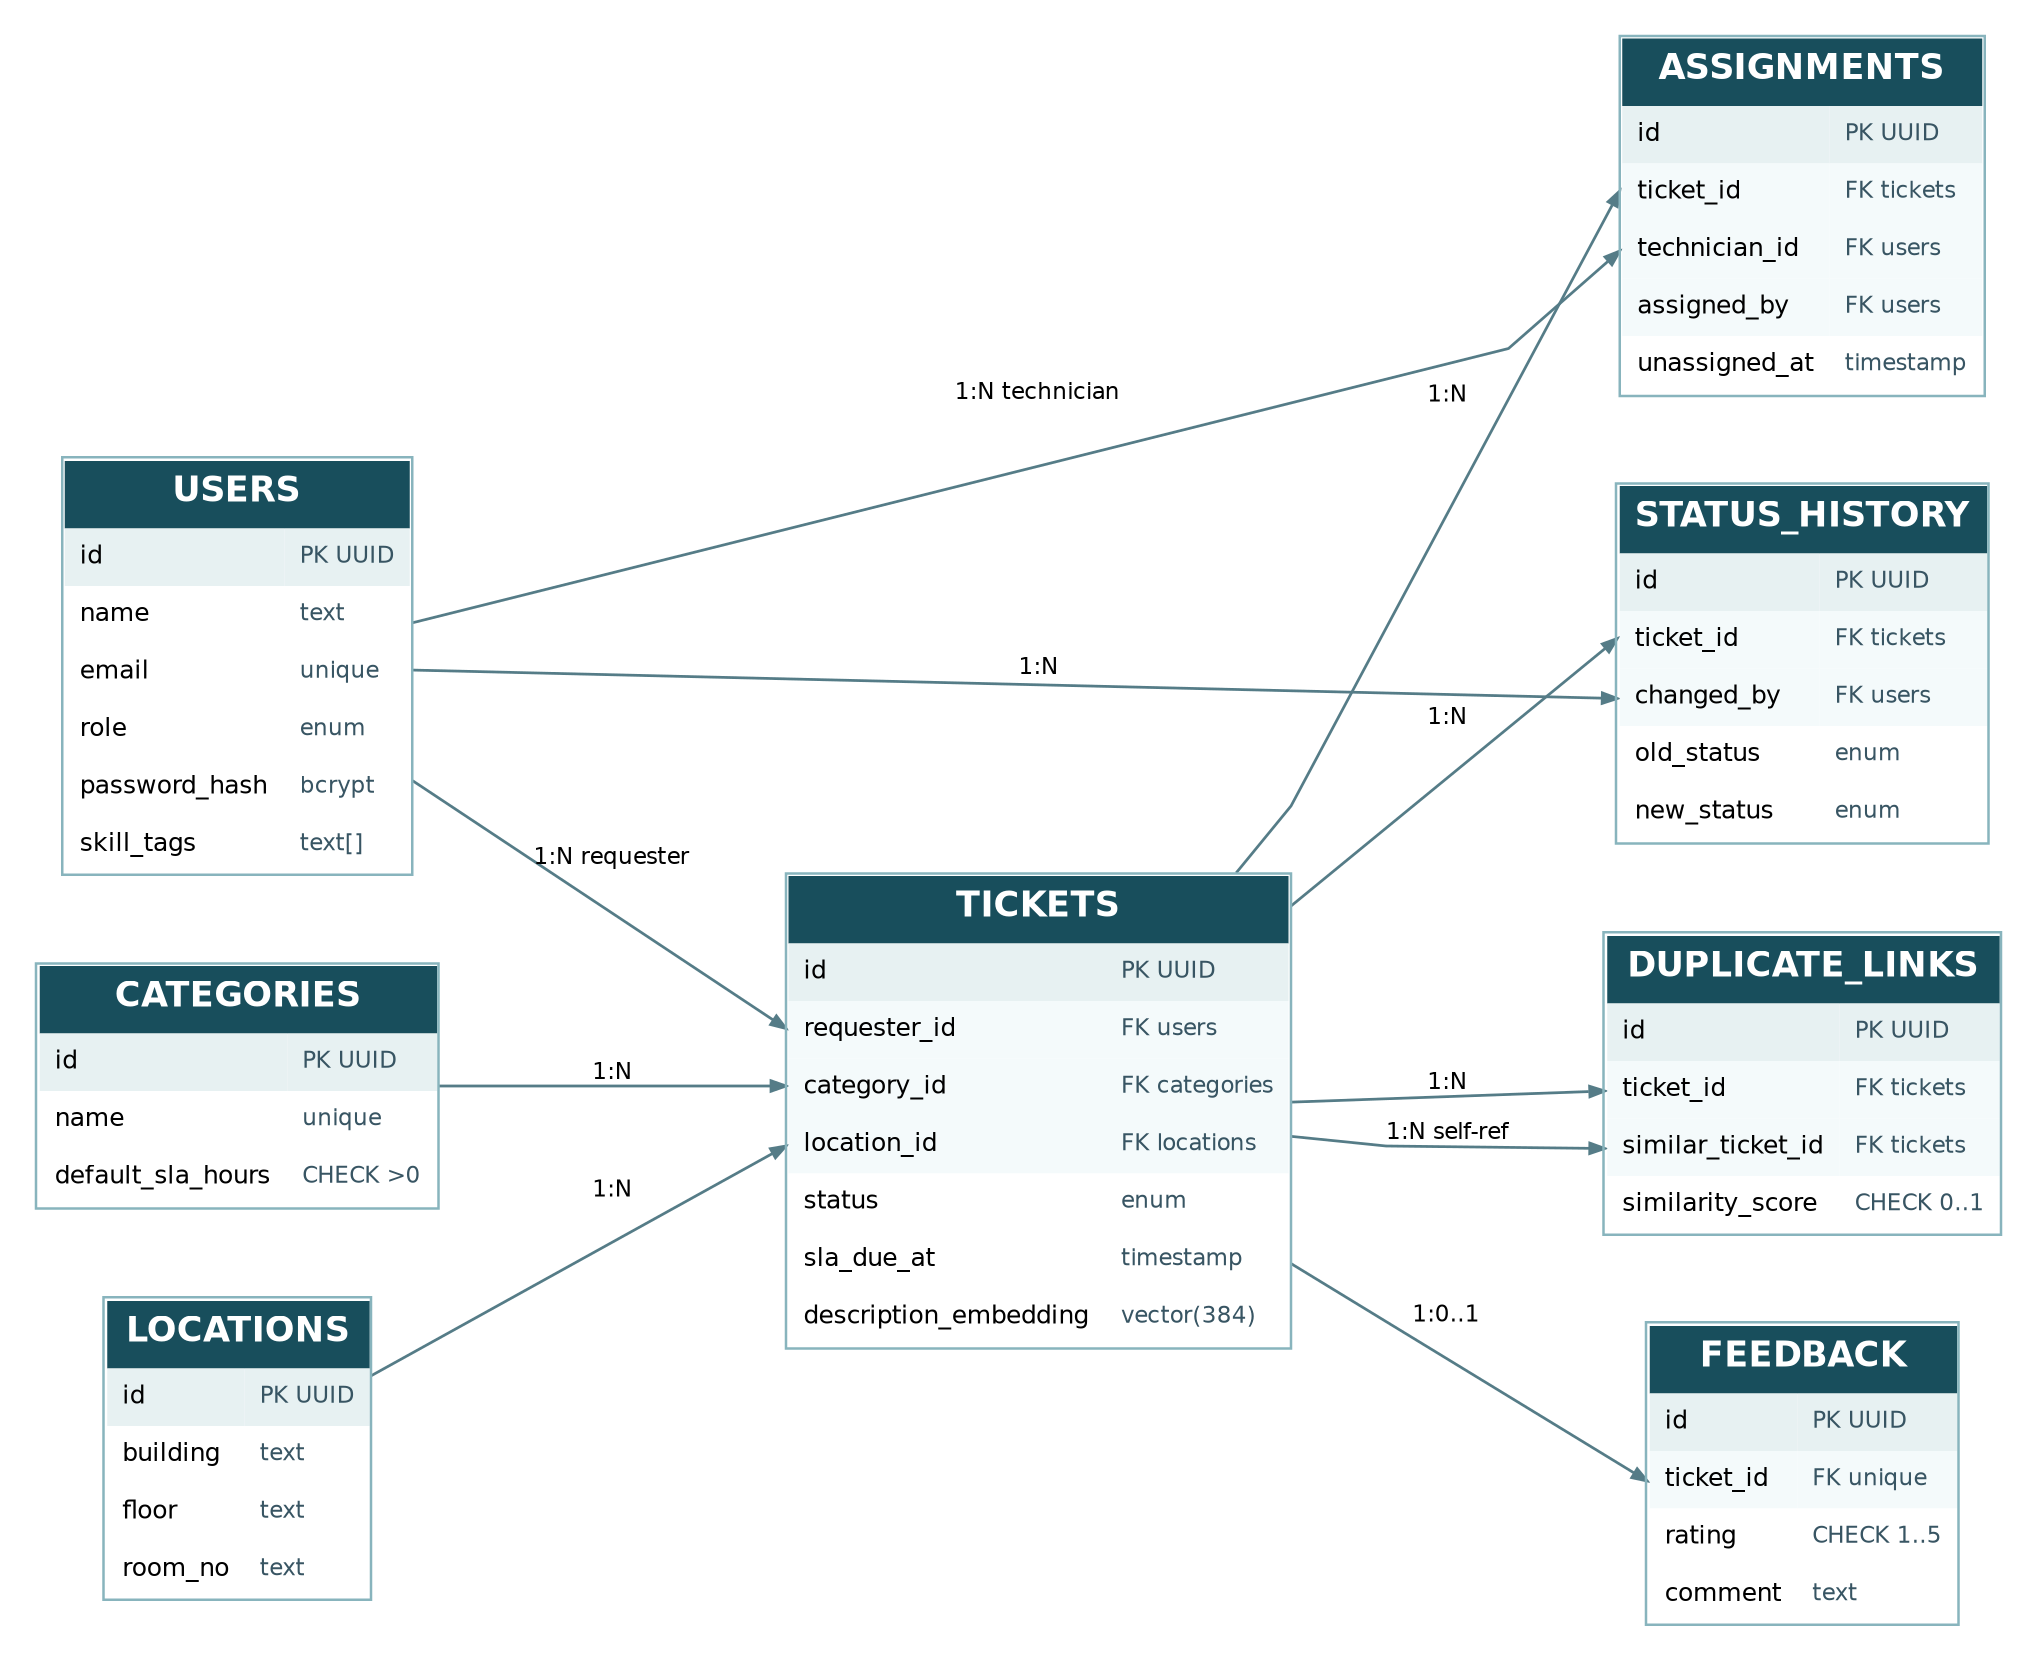 ASSIGNMENTS
id PK UUID
ticket_id FK tickets
technician_id FK users
assigned_by FK users
unassigned_at timestamp
1:N technician
1:N
USERS
id PK UUID
name text
email unique
role enum
password_hash bcrypt
skill_tags text[]
STATUS_HISTORY
id PK UUID
ticket_id FK tickets
changed_by FK users
old_status enum
new_status enum
1:N
1:N
1:N requester
TICKETS
id PK UUID
requester_id FK users
category_id FK categories
location_id FK locations
status enum
sla_due_at timestamp
description_embedding vector(384)
CATEGORIES
id PK UUID
name unique
default_sla_hours CHECK >0
1:N
1:N
DUPLICATE_LINKS
id PK UUID
ticket_id FK tickets
similar_ticket_id FK tickets
similarity_score CHECK 0..1
1:N
1:N self-ref
LOCATIONS
id PK UUID
building text
floor text
room_no text
1:0..1
FEEDBACK
id PK UUID
ticket_id FK unique
rating CHECK 1..5
comment text